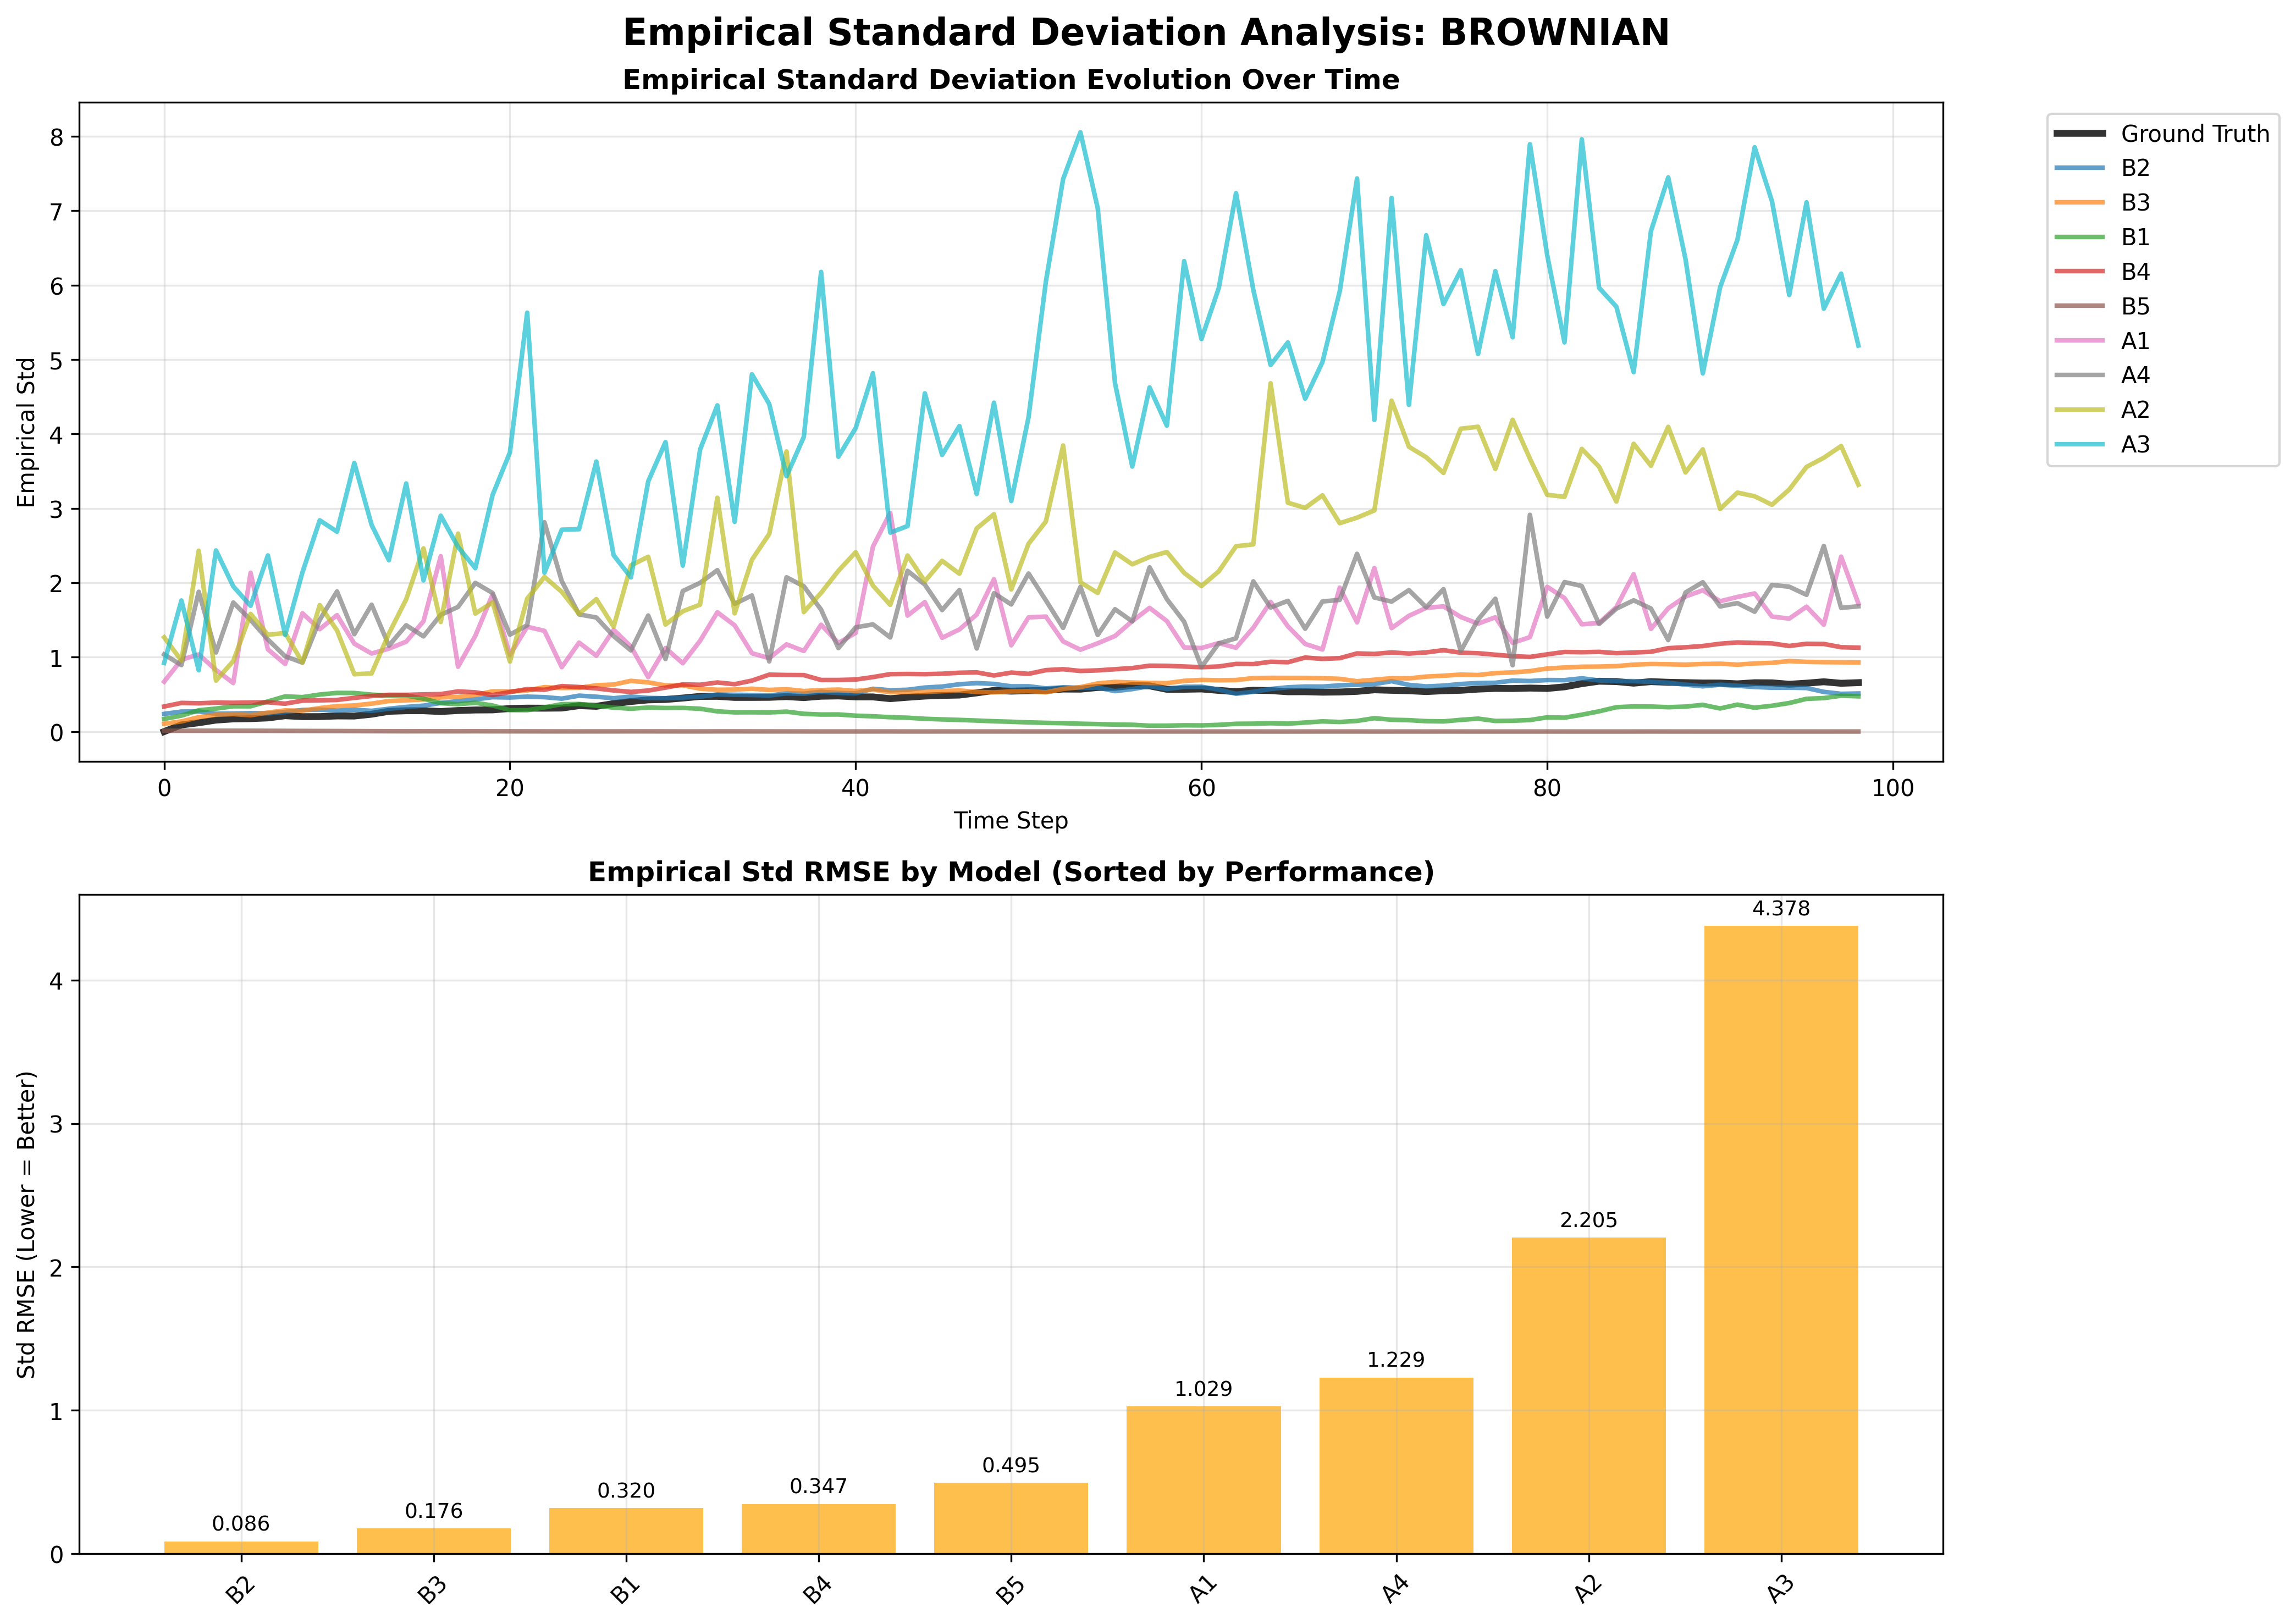 Empirical Standard Deviation Analysis: BROWNIAN
Empirical Standard Deviation Evolution Over Time
Empirical Std
8
7
6
5
4
3
2
1
0
0 20 40 60 80 100
Time Step
Ground Truth
B2
B3
B1
B4
B5
A1
A4
A2
A3
Empirical Std RMSE by Model (Sorted by Performance)
Std RMSE (Lower = Better)
4
3
2
1
0
0.086
0.176
0.320
0.347
0.495
1.029
1.229
2.205
4.378
B2 B3 B1 B4 B5 A1 A4 A2 A3